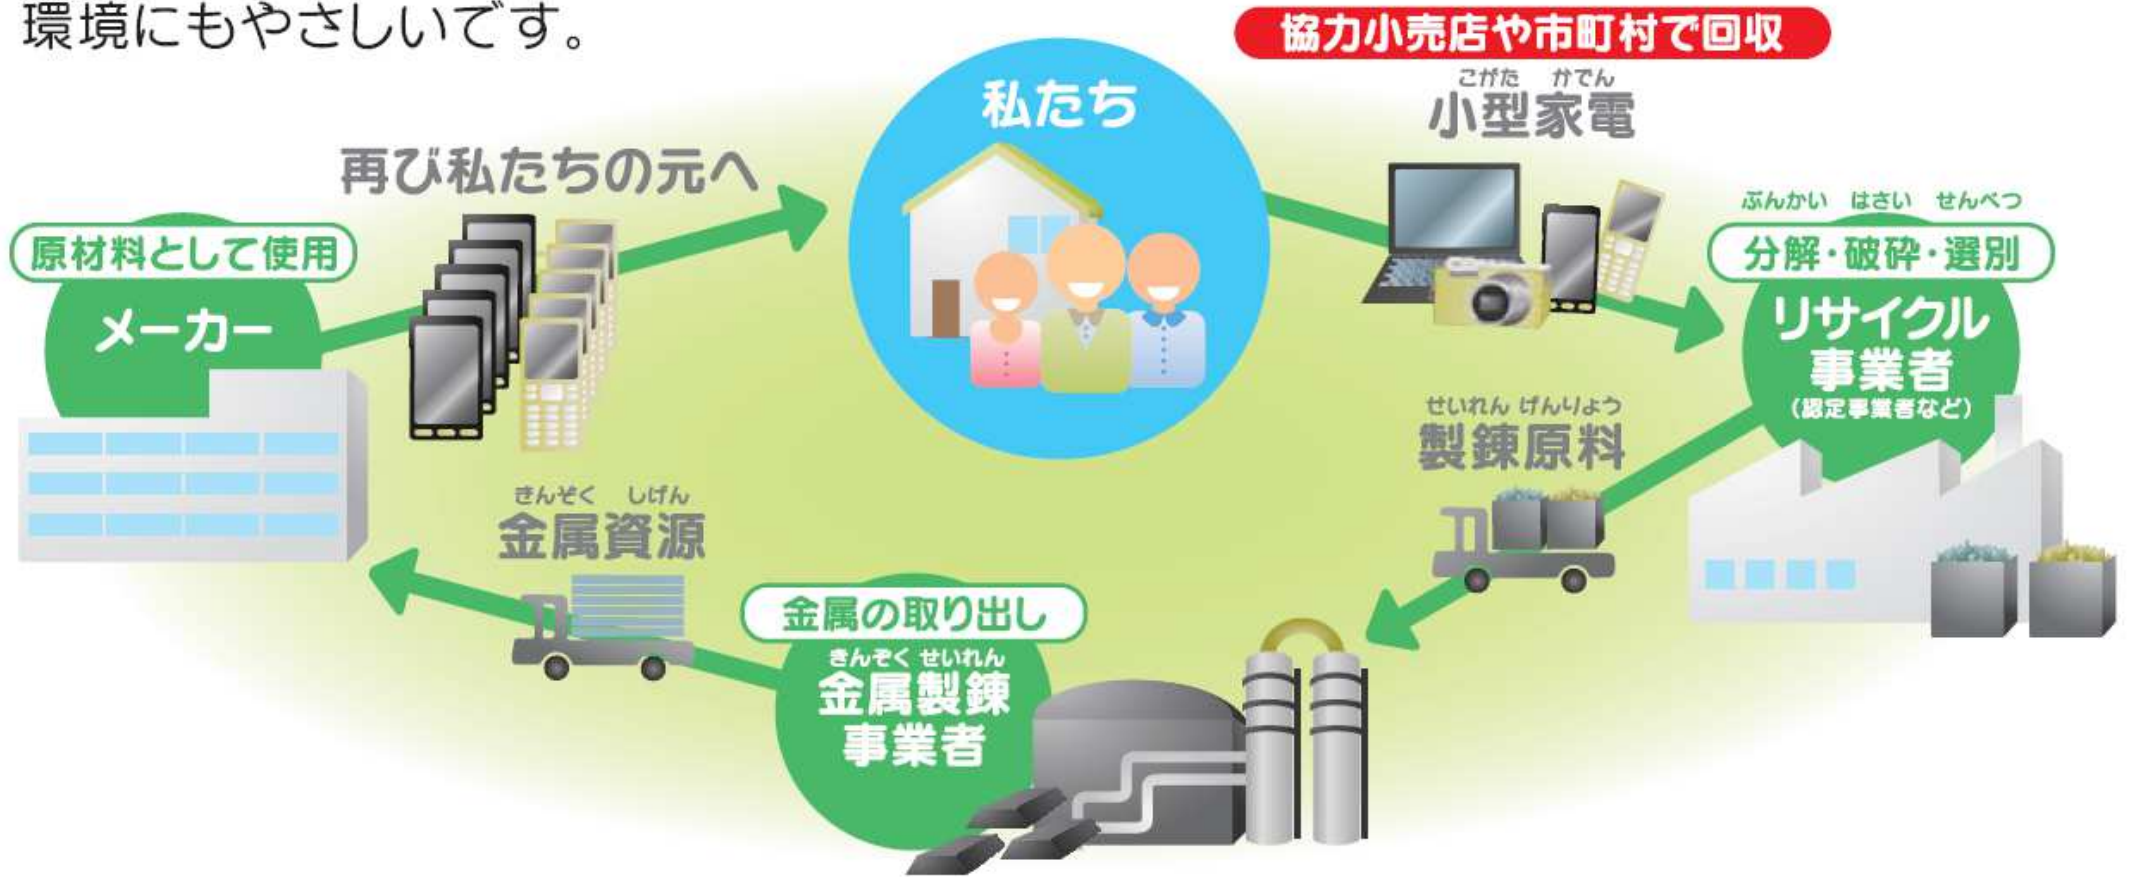 環境にもやさしいです。
協力小売店や市町村で回収
私たち
こがた かでん
小型家電
再び私たちの元へ
ぶんかい はさい せんべつ
分解・破砕・選別
リサイクル
事業者
(認定事業者など)
原材料として使用
メーカー
せいれん げんりょう
製錬原料
きんぞく しげん
金属資源
金属の取り出し
きんぞく せいれん
金属製錬
事業者